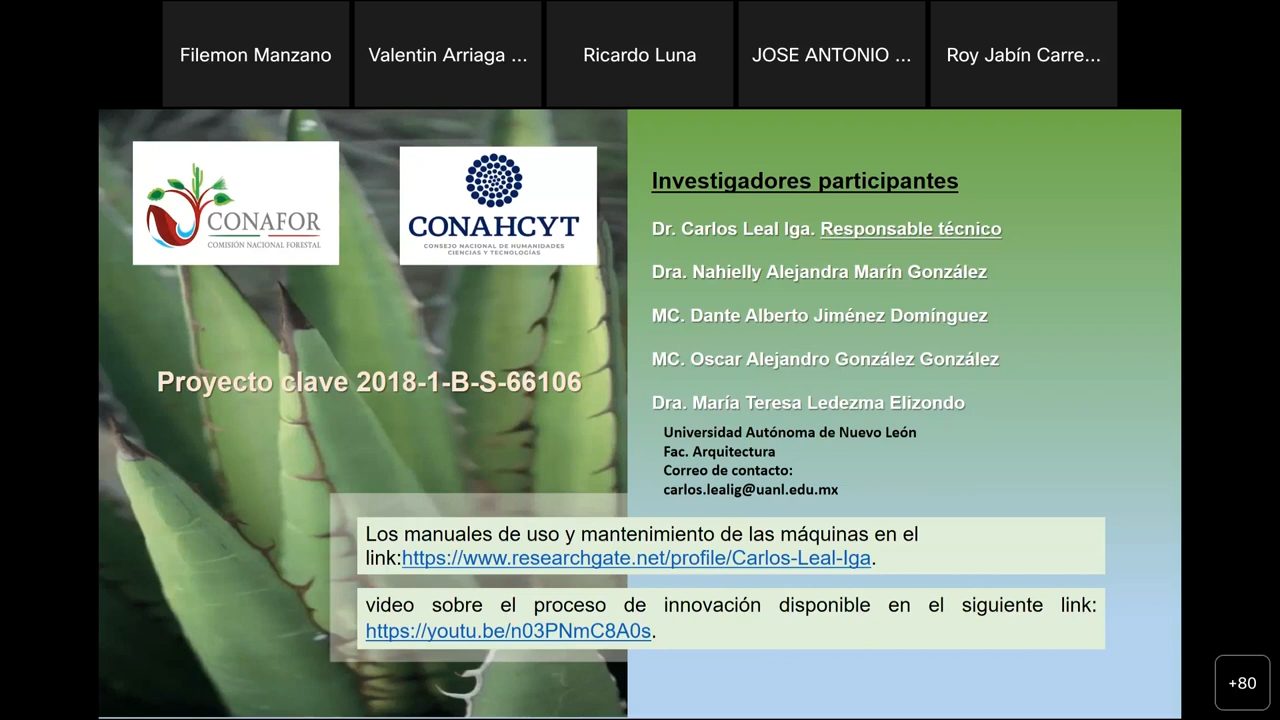 Filemon Manzano
Valentin Arriaga ...
Ricardo Luna
JOSE ANTONIO ...
Roy Jabín Carre...
CONAFOR
COMISIÓN NACIONAL FORESTAL
CONAHCYT
CONSEJO NACIONAL DE HUMANIDADES
CIENCIAS Y TECNOLOGÍAS
Proyecto clave 2018-1-B-S-66106
Investigadores participantes
Dr. Carlos Leal Iga. Responsable técnico
Dra. Nahielly Alejandra Marín González
MC. Dante Alberto Jiménez Domínguez
MC. Oscar Alejandro González González
Dra. María Teresa Ledezma Elizondo
Universidad Autónoma de Nuevo León
Fac. Arquitectura
Correo de contacto:
carlos.lealig@uanl.edu.mx
Los manuales de uso y mantenimiento de las máquinas en el
link:https://www.researchgate.net/profile/Carlos-Leal-Iga.
video sobre el proceso de innovación disponible en el siguiente link:
https://youtu.be/n03PNmC8A0s.
+80